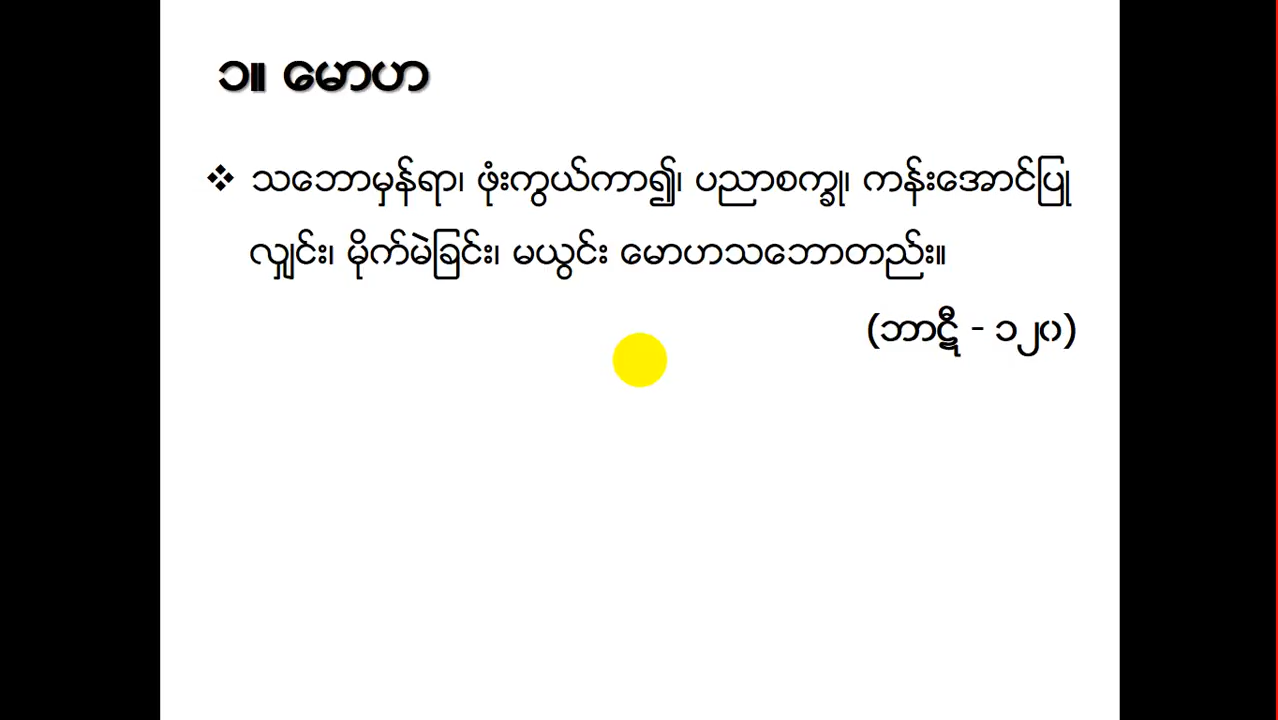 ၁။ မောဟ
❖ သဘောမှန်ရာ၊ ဖုံးကွယ်ကာ၍၊ ပညာစက္ခု၊ ကန်းအောင်ပြု
လျှင်း၊ မိုက်မဲခြင်း၊ မယွင်း မောဟသဘောတည်း။
(ဘာဋီ - ၁၂၀)